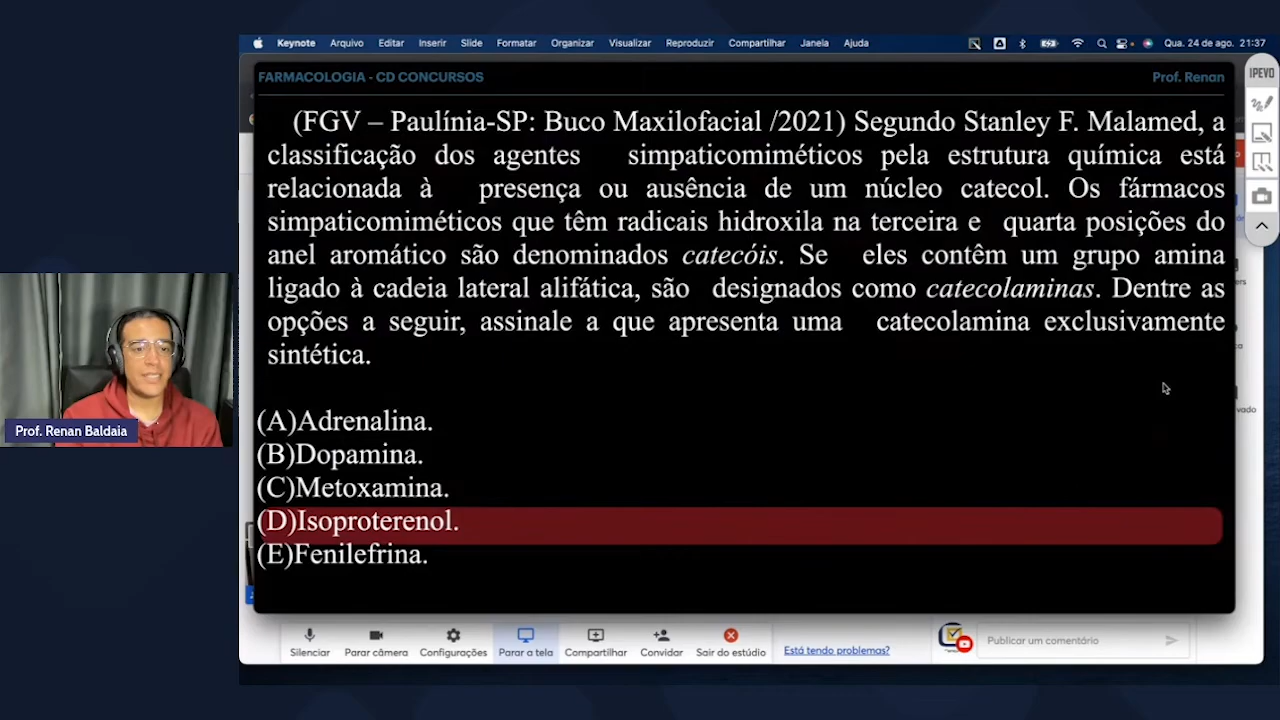 Keynote Arquivo Editar Inserir Slide Formatar Organizar Visualizar Reproduzir Compartilhar Janela Ajuda Qua. 24 de ago. 21:37
IPEVO
FARMACOLOGIA - CD CONCURSOS Prof. Renan
(FGV – Paulínia-SP: Buco Maxilofacial /2021) Segundo Stanley F. Malamed, a
classificação dos agentes simpaticomiméticos pela estrutura química está
relacionada à presença ou ausência de um núcleo catecol. Os fármacos
simpaticomiméticos que têm radicais hidroxila na terceira e quarta posições do
anel aromático são denominados catecóis. Se eles contêm um grupo amina
ligado à cadeia lateral alifática, são designados como catecolaminas. Dentre as
opções a seguir, assinale a que apresenta uma catecolamina exclusivamente
sintética.
(A)Adrenalina.
(B)Dopamina.
(C)Metoxamina.
(D)Isoproterenol.
(E)Fenilefrina.
Prof. Renan Baldaia
Silenciar Parar câmera Configurações Parar a tela Compartilhar Convidar Sair do estúdio Está tendo problemas? Publicar um comentário